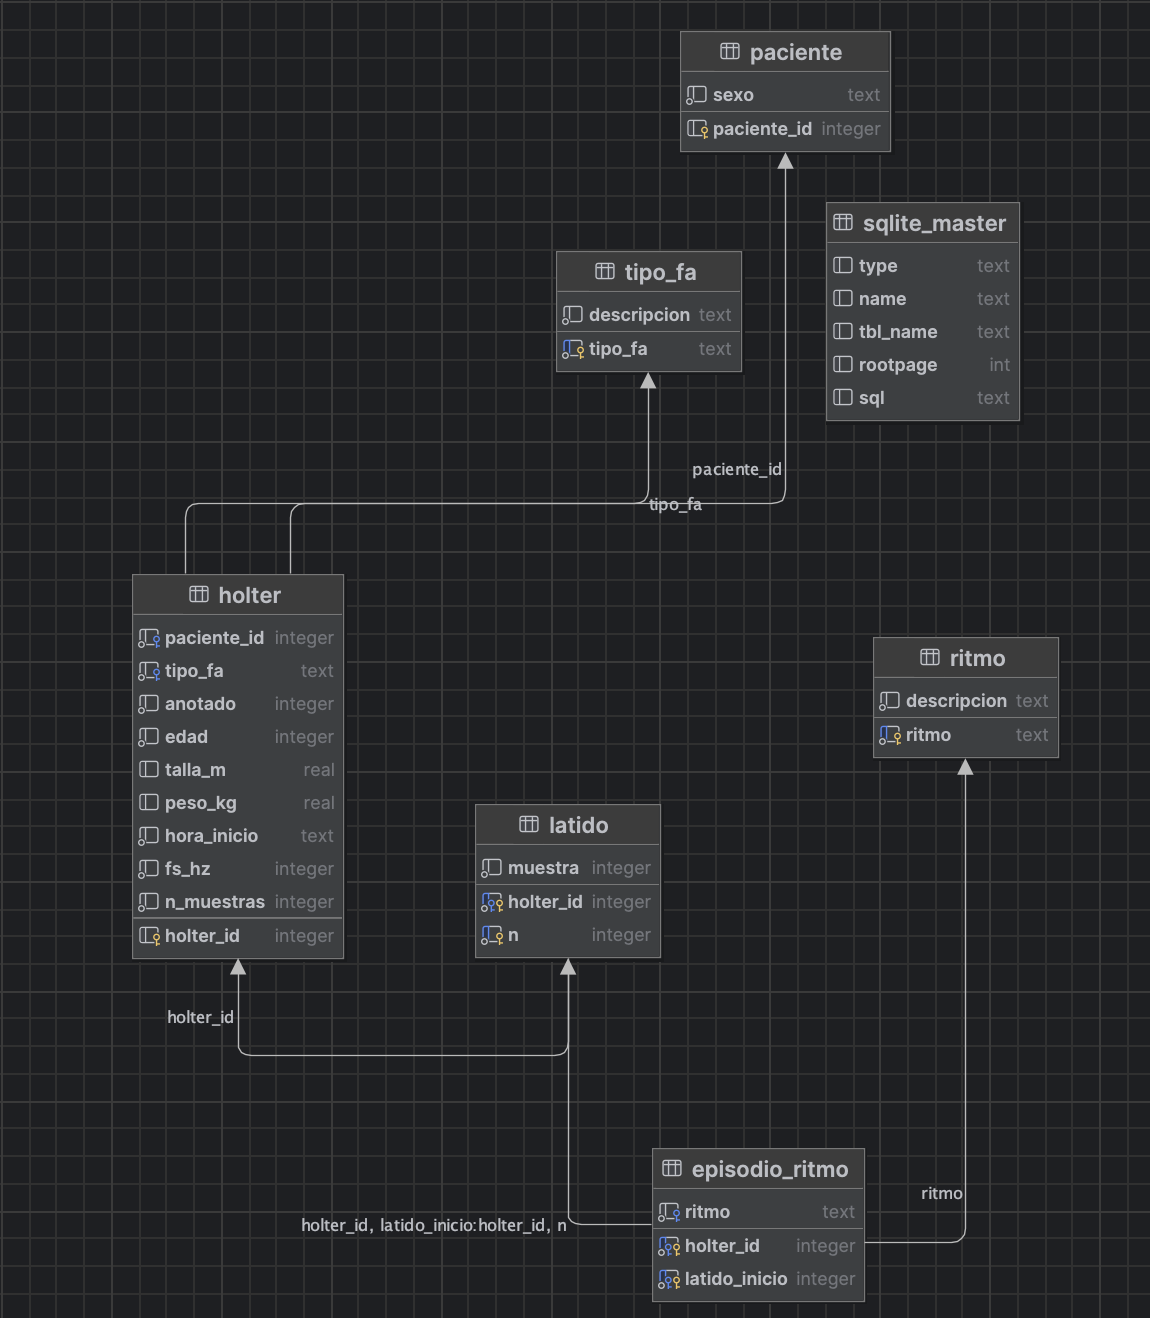 paciente
sexo text
paciente_id integer
sqlite_master
type text
name text
tbl_name text
rootpage int
sql text
tipo_fa
descripcion text
tipo_fa text
paciente_id
tipo_fa
holter
paciente_id integer
tipo_fa text
anotado integer
edad integer
talla_m real
peso_kg real
hora_inicio text
fs_hz integer
n_muestras integer
holter_id integer
ritmo
descripcion text
ritmo text
latido
muestra integer
holter_id integer
n integer
holter_id
episodio_ritmo
ritmo text
holter_id integer
latido_inicio integer
ritmo
holter_id, latido_inicio:holter_id, n